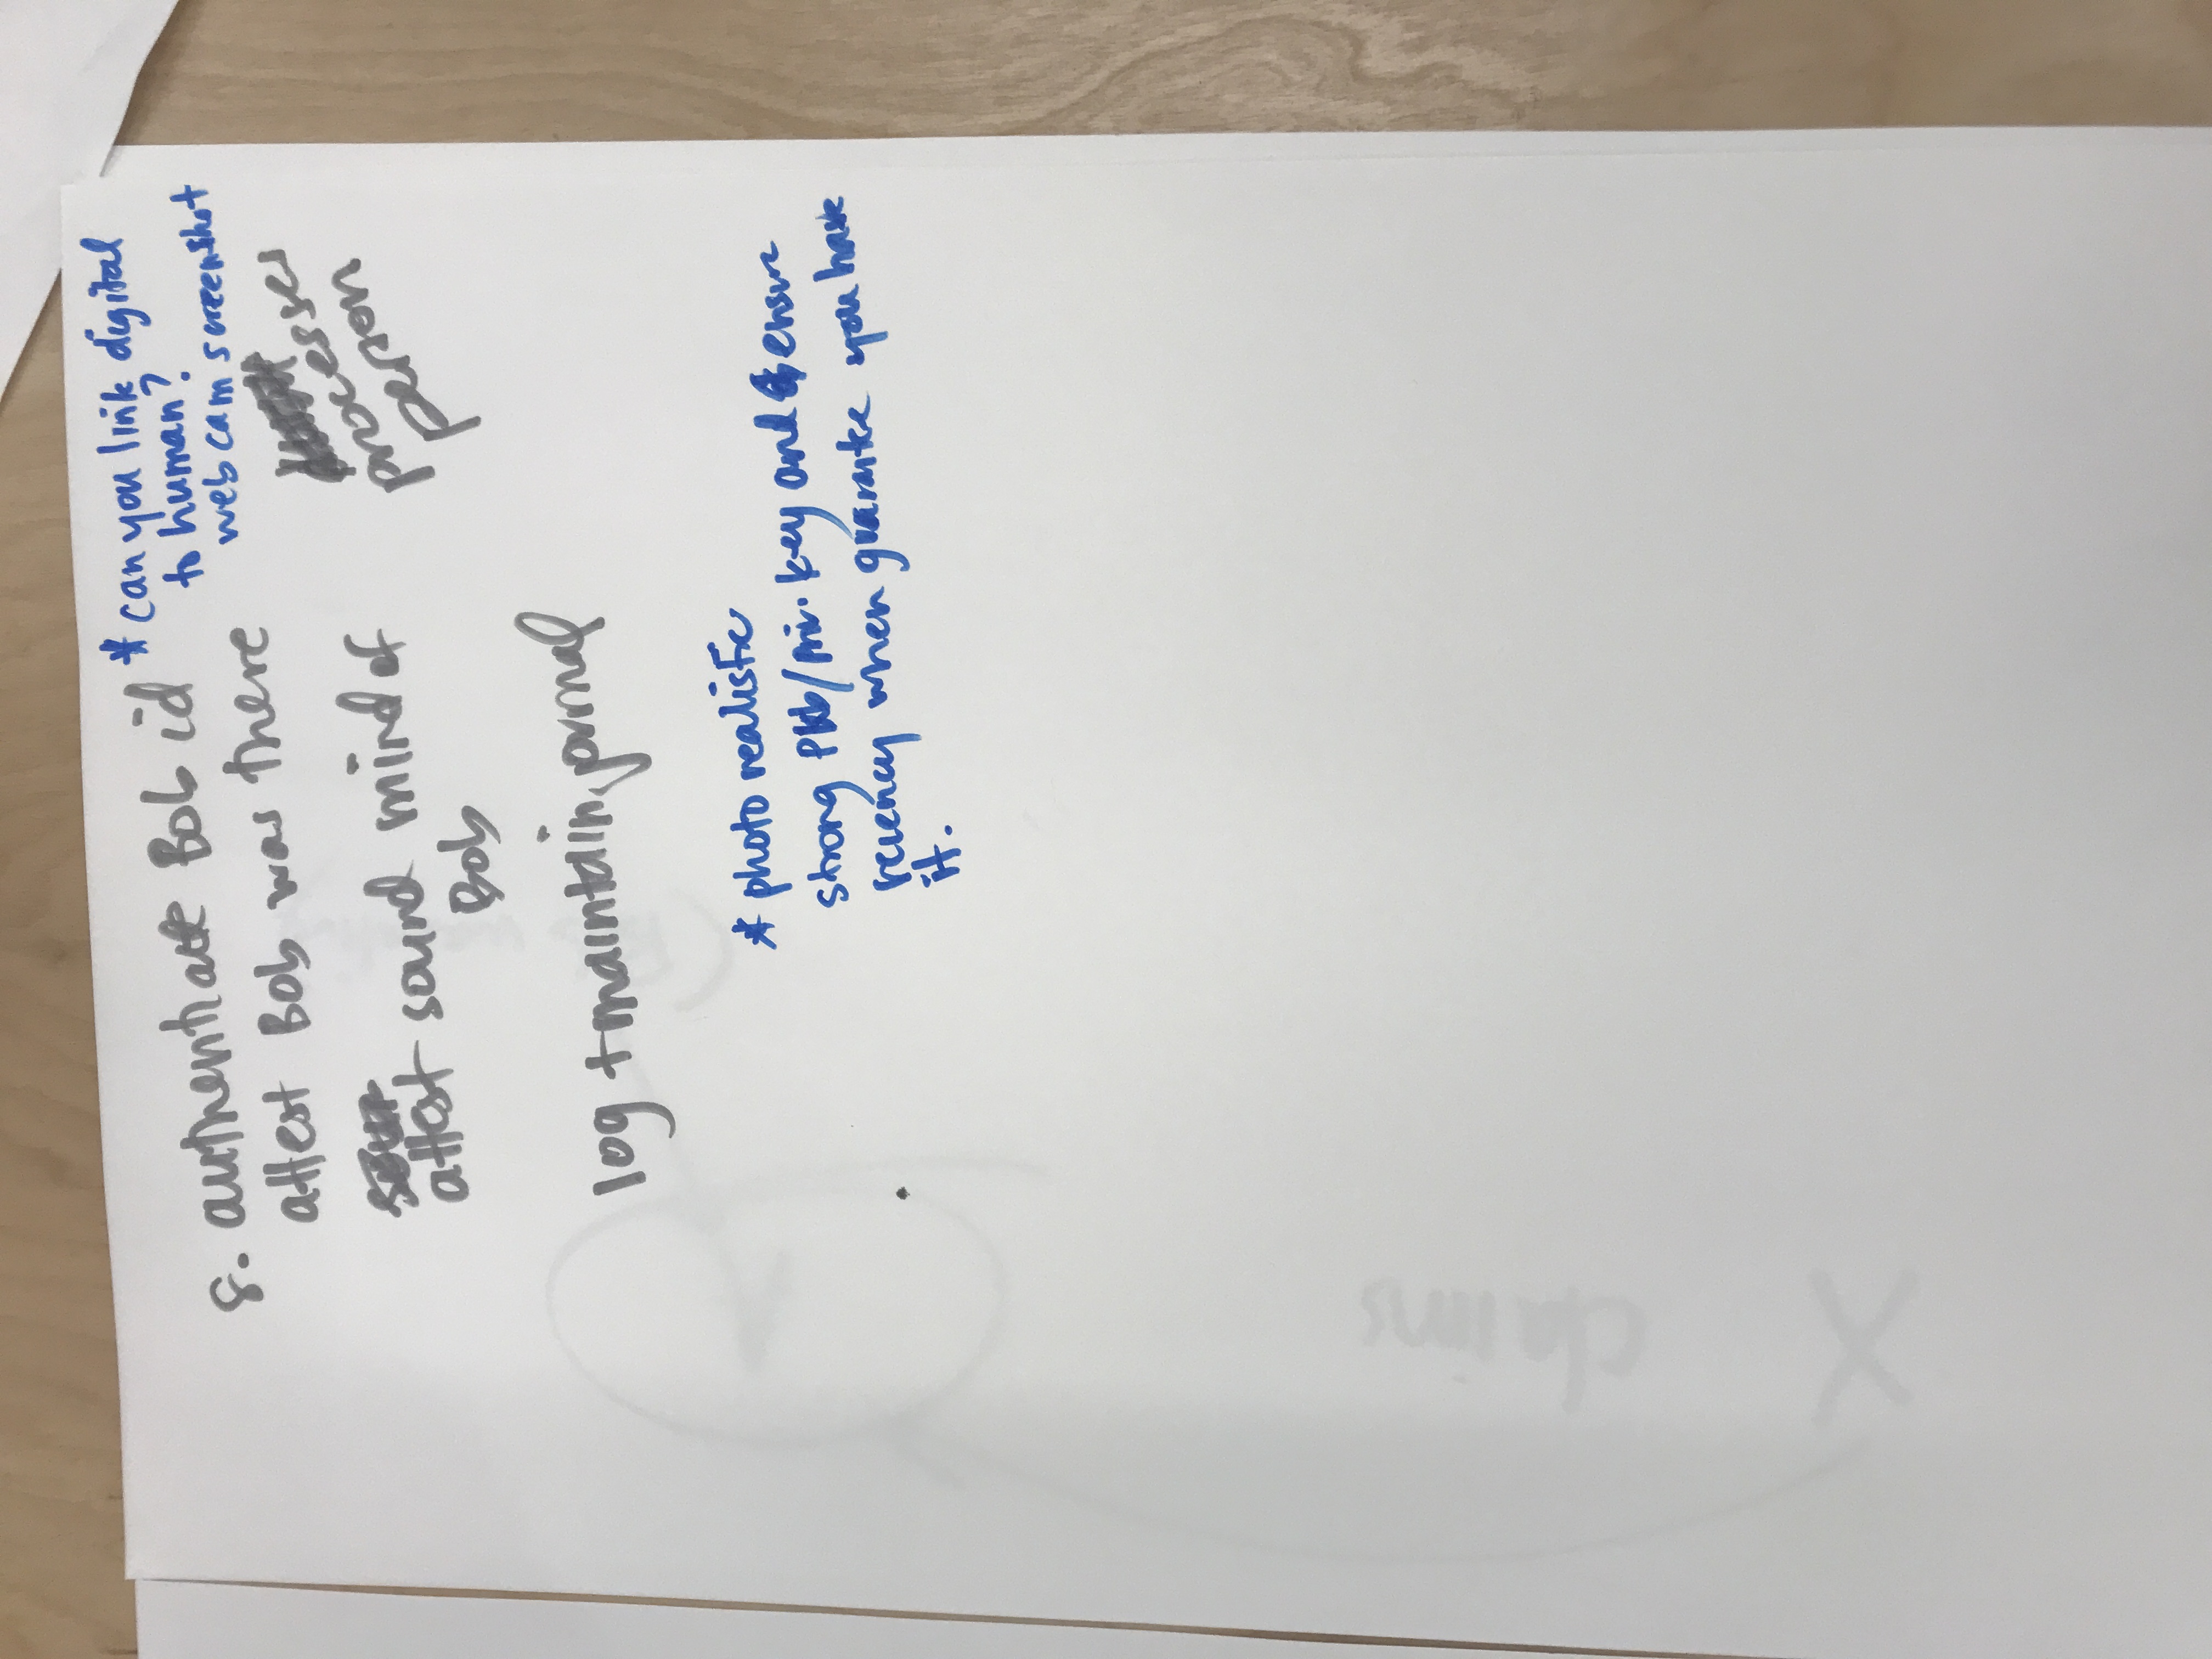 8. authenticate Bob id
attest Bob was there
attest sound mind of
Bob
log + maintain journal
* can you link digital
to human?
web cam screenshot
processes
person
* photo realistic
strong Pub/priv. key and ensure
recency when guarantee you have
it.
claims
X